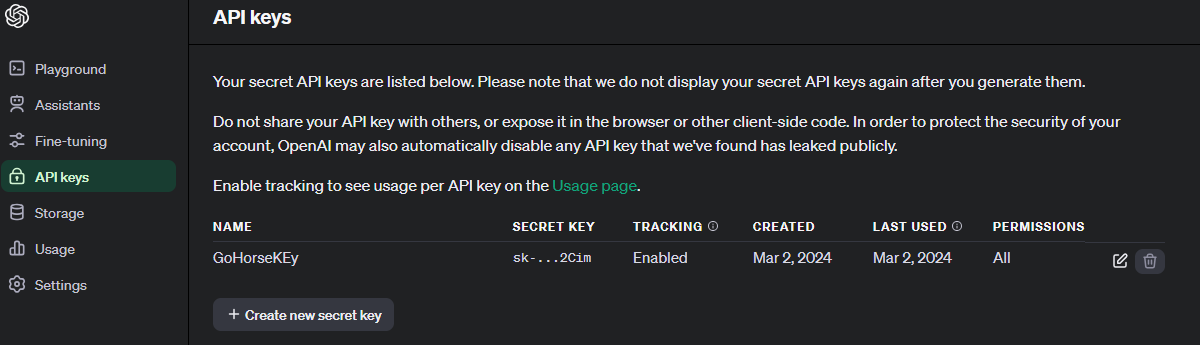 API keys
Playground
Assistants
Fine-tuning
API keys
Storage
Usage
Settings
Your secret API keys are listed below. Please note that we do not display your secret API keys again after you generate them.
Do not share your API key with others, or expose it in the browser or other client-side code. In order to protect the security of your
account, OpenAI may also automatically disable any API key that we've found has leaked publicly.
Enable tracking to see usage per API key on the Usage page.
NAME SECRET KEY TRACKING CREATED LAST USED PERMISSIONS
GoHorseKEy sk-...2Cim Enabled Mar 2, 2024 Mar 2, 2024 All
+ Create new secret key